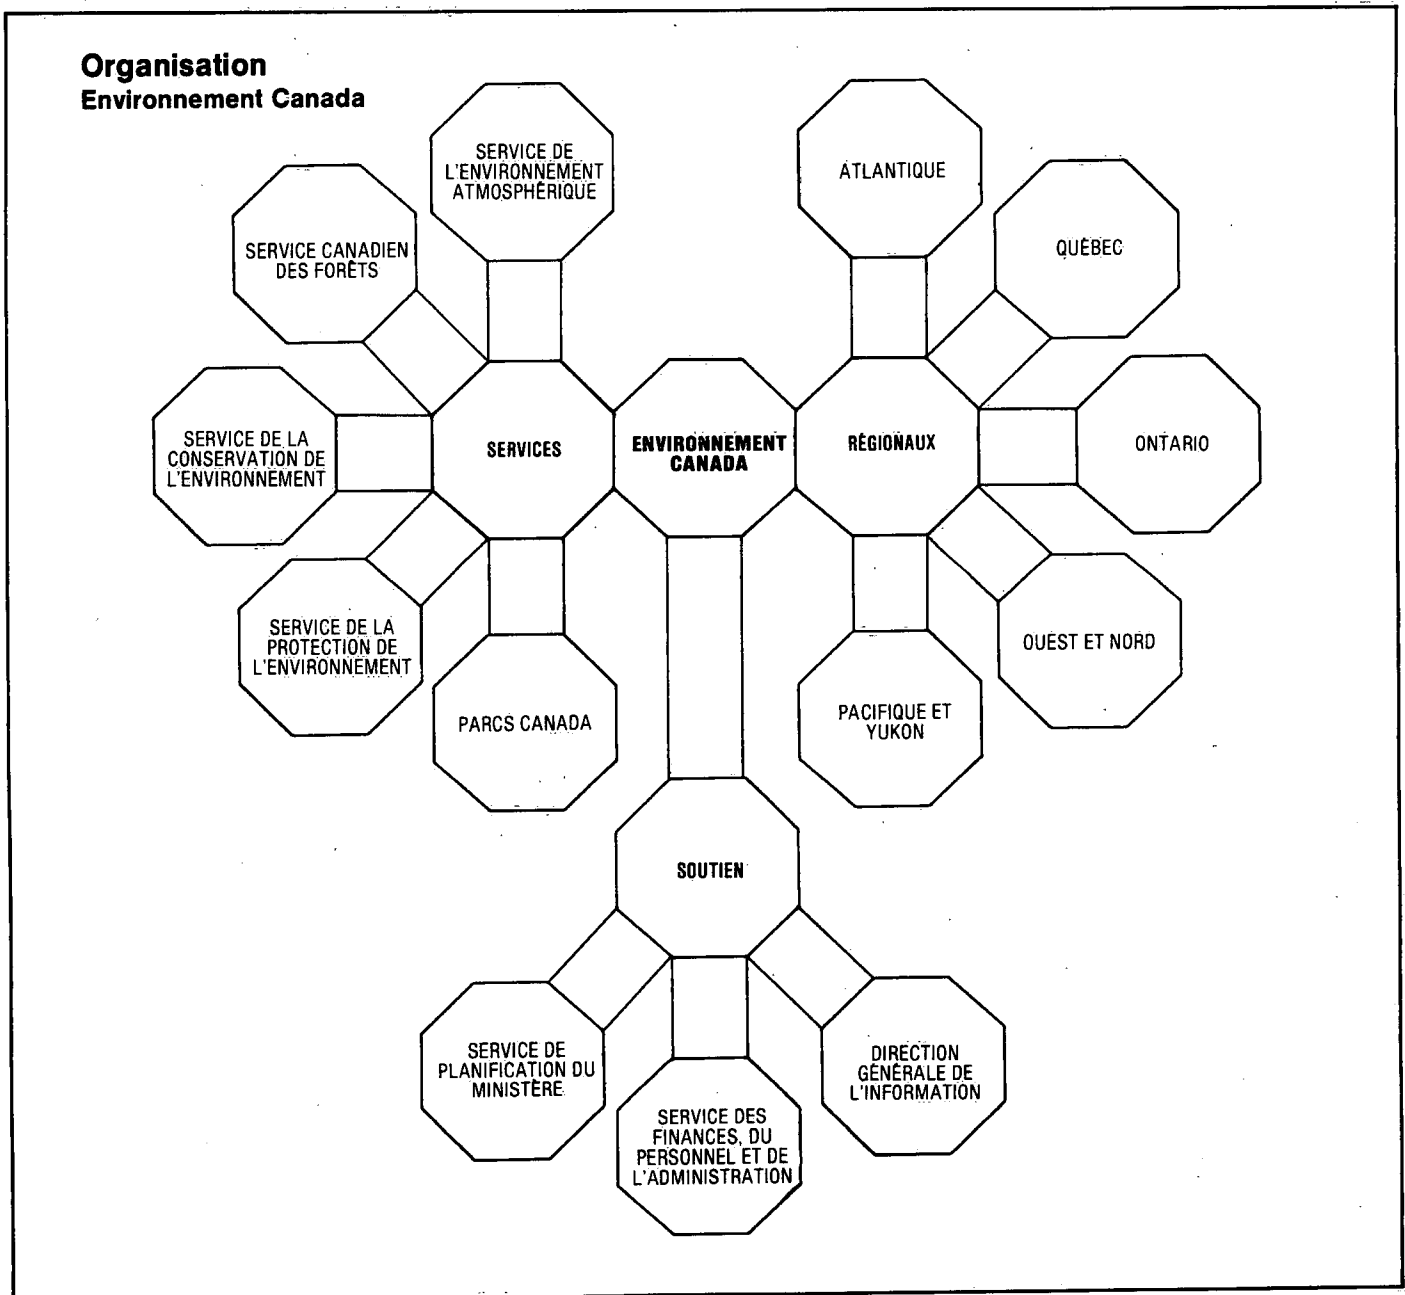 Organisation
Environnement Canada
SERVICE DE
L'ENVIRONNEMENT
ATMOSPHÉRIQUE
ATLANTIQUE
SERVICE CANADIEN
DES FORÊTS
QUÉBEC
SERVICE DE LA
CONSERVATION DE
L'ENVIRONNEMENT
SERVICES
ENVIRONNEMENT
CANADA
RÉGIONAUX
ONTARIO
SERVICE DE LA
PROTECTION DE
L'ENVIRONNEMENT
OUEST ET NORD
PARCS CANADA
PACIFIQUE ET
YUKON
SOUTIEN
SERVICE DE
PLANIFICATION DU
MINISTÈRE
DIRECTION
GÉNÉRALE DE
L'INFORMATION
SERVICE DES
FINANCES, DU
PERSONNEL ET DE
L'ADMINISTRATION